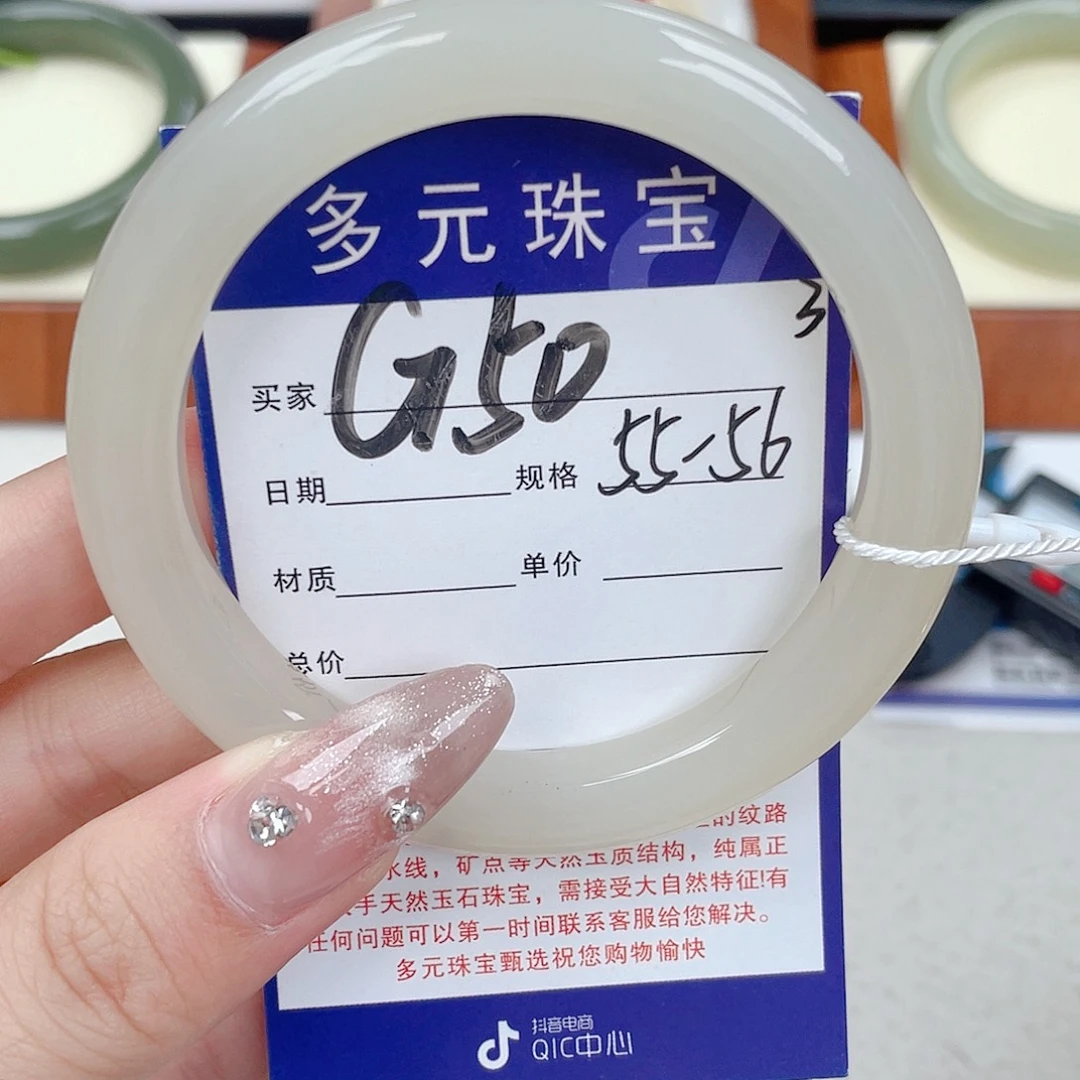 多元珠宝
3
买家 G50
日期 规格 55-56
材质 单价
总价
的纹路
水线，矿点等天然玉质结构，纯属正
手天然玉石珠宝，需接受大自然特征!有
任何问题可以第一时间联系客服给您解决。
多元珠宝甄选祝您购物愉快
抖音电商
QIC中心